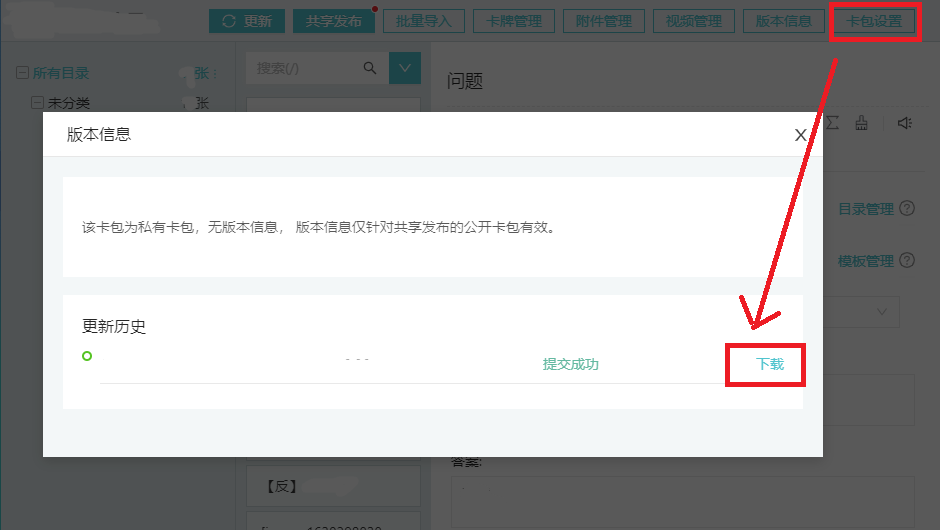 更新 共享发布 批量导入 卡牌管理 附件管理 视频管理 版本信息 卡包设置
所有目录 张
未分类 张
搜索(/)
问题
版本信息 X
目录管理
该卡包为私有卡包，无版本信息， 版本信息仅针对共享发布的公开卡包有效。
模板管理
更新历史
- - - 提交成功 下载
答案:
【反】